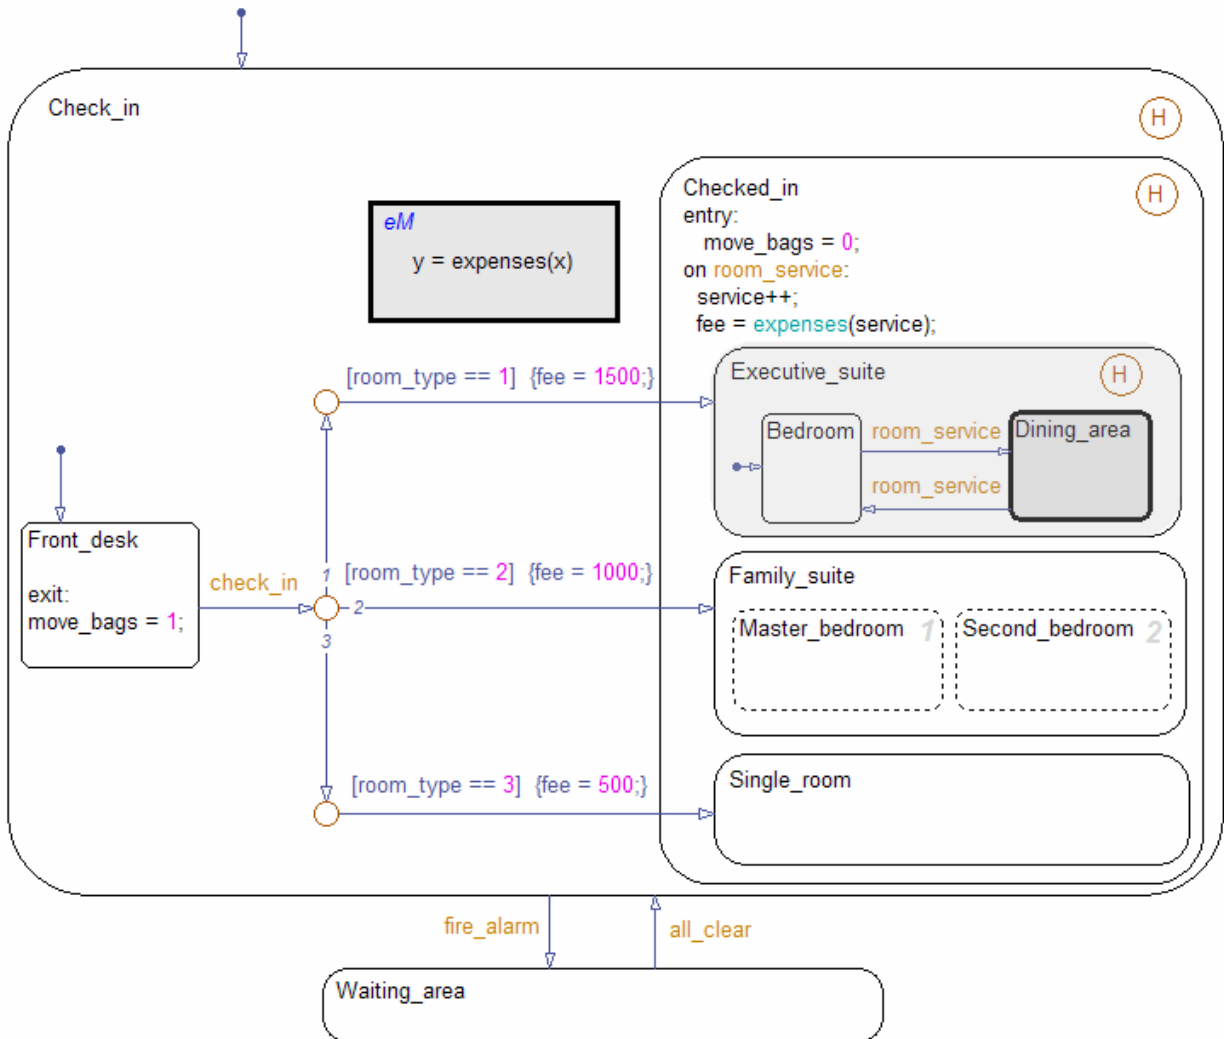 Check_in
H
Checked_in
H
entry:
move_bags = 0;
on room_service:
service++;
fee = expenses(service);
eM
y = expenses(x)
[room_type == 1] {fee = 1500;}
Executive_suite
H
Bedroom
room_service
Dining_area
room_service
Front_desk
exit:
move_bags = 1;
check_in
1
2
3
[room_type == 2] {fee = 1000;}
Family_suite
Master_bedroom 1
Second_bedroom 2
[room_type == 3] {fee = 500;}
Single_room
fire_alarm
all_clear
Waiting_area